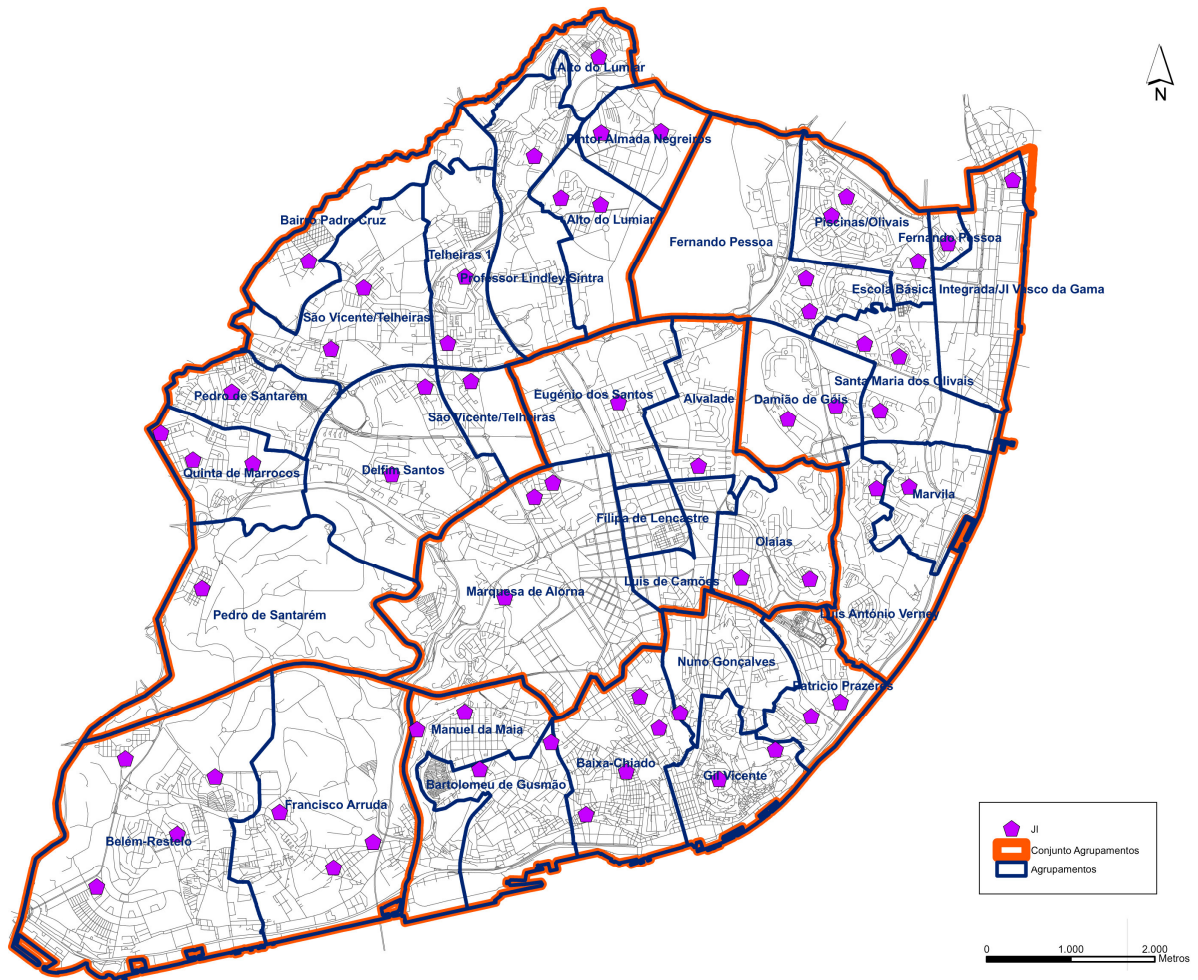 Alto do Lumiar
N
Pintor Almada Negreiros
Bairro Padre Cruz
Alto do Lumiar
Piscinas/Olivais
Fernando Pessoa
Fernando Pessoa
Telheiras 1
Professor Lindley Sintra
Escola Básica Integrada/JI Vasco da Gama
São Vicente/Telheiras
Santa Maria dos Olivais
Pedro de Santarém
Eugénio dos Santos
Alvalade
Damião de Góis
São Vicente/Telheiras
Quinta de Marrocos
Delfim Santos
Marvila
Filipa de Lencastre
Olaias
Luis de Camões
Marquesa de Alorna
Pedro de Santarém
Luis António Verney
Nuno Gonçalves
Patricio Prazeres
Manuel da Maia
Baixa-Chiado
Gil Vicente
Bartolomeu de Gusmão
Francisco Arruda
Belém-Restelo
JI
Conjunto Agrupamentos
Agrupamentos
0 1.000 2.000
Metros